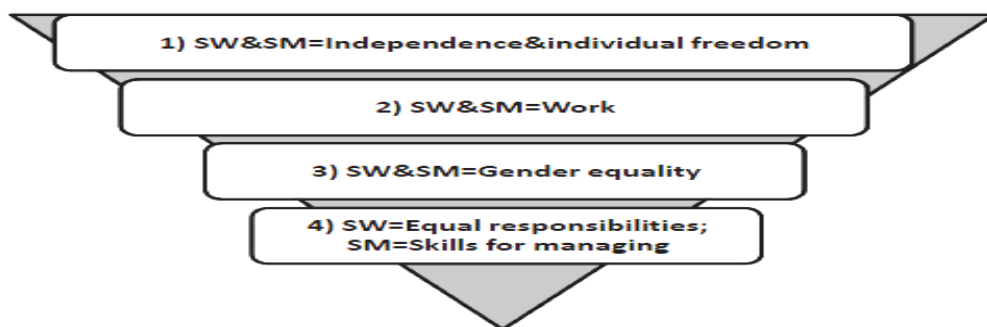 1) SW&SM=Independence&individual freedom
2) SW&SM=Work
3) SW&SM=Gender equality
4) SW=Equal responsibilities;
SM=Skills for managing